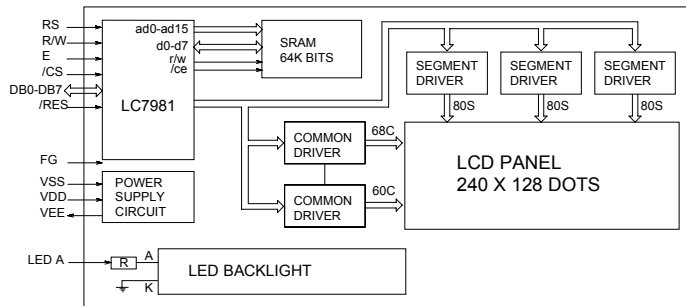 RS
R/W
E
/CS
DB0-DB7
/RES
FG
VSS
VDD
VEE
LED A
ad0-ad15
d0-d7
r/w
/ce
LC7981
SRAM
64K BITS
SEGMENT
DRIVER
SEGMENT
DRIVER
SEGMENT
DRIVER
80S
80S
80S
COMMON
DRIVER
68C
COMMON
DRIVER
60C
LCD PANEL
240 X 128 DOTS
POWER
SUPPLY
CIRCUIT
R
A
K
LED BACKLIGHT